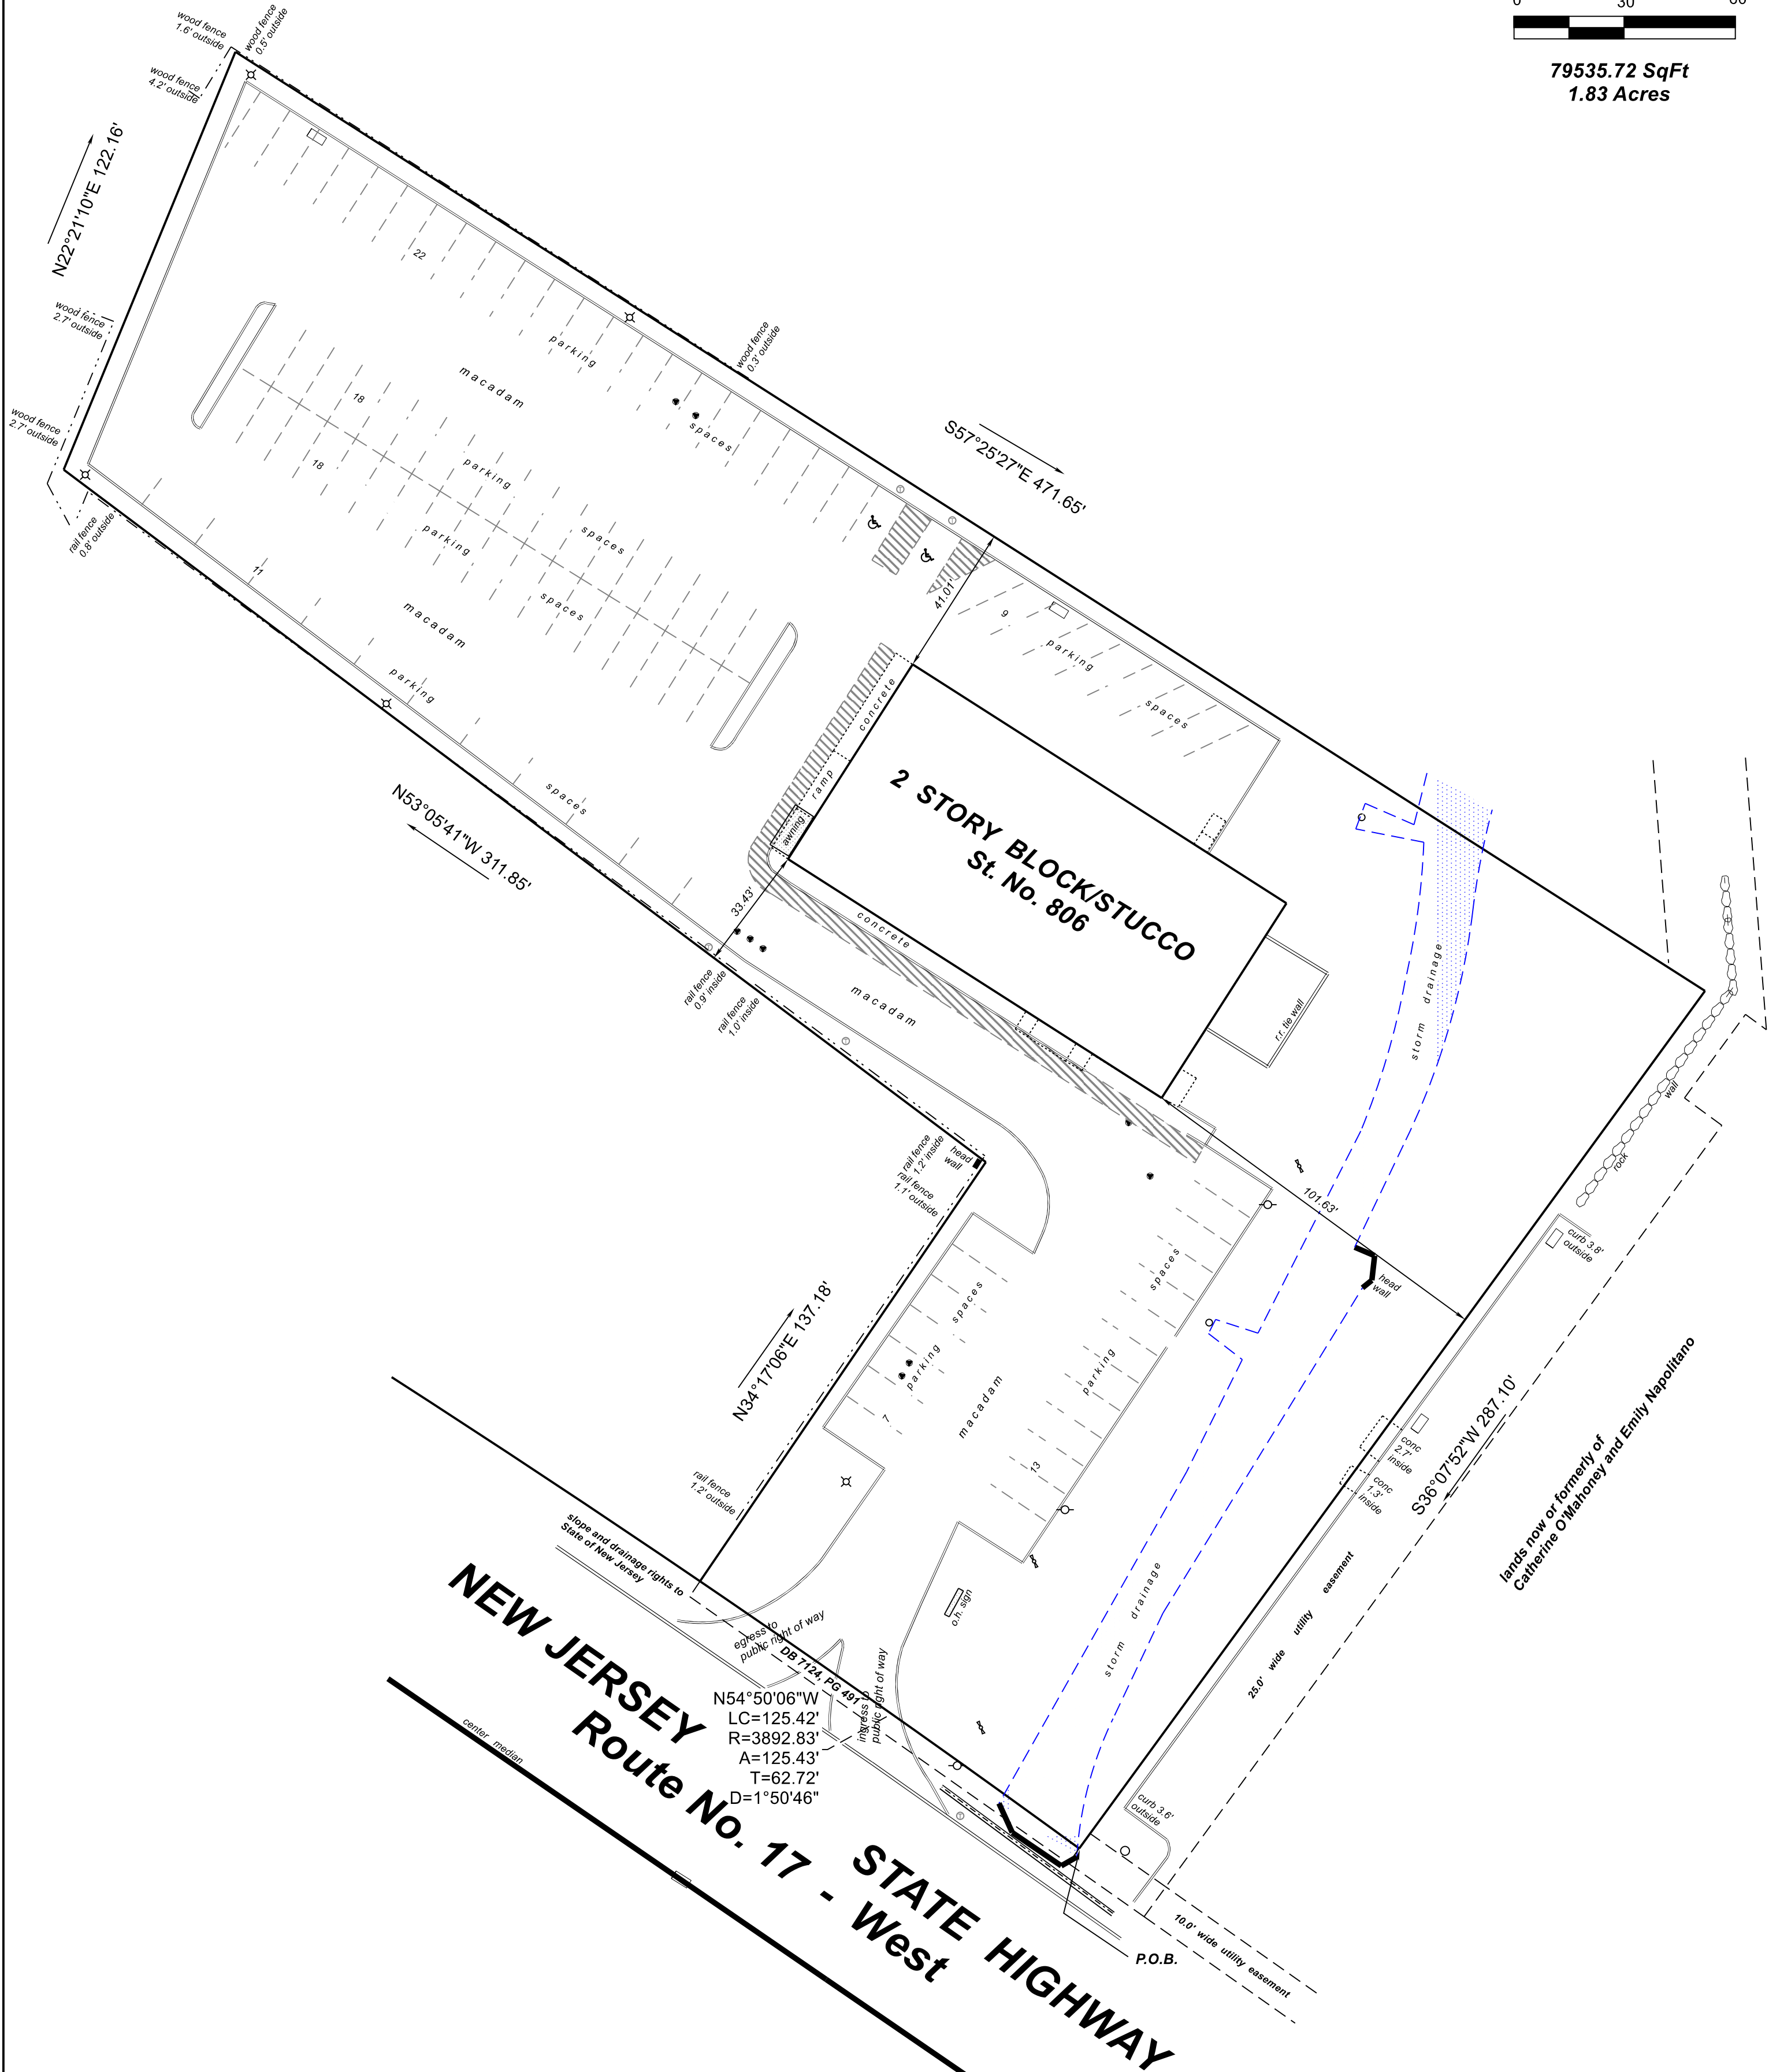 0 30 60
79535.72 SqFt
1.83 Acres
wood fence
1.6' outside
wood fence
0.5' outside
wood fence
4.2' outside
N22°21'10"E 122.16'
22
wood fence
2.7' outside
parking
wood fence
0.3' outside
macadam
18
wood fence
2.7' outside
spaces
S57°25'27"E 471.65'
18
parking
rail fence
0.8' outside
parking
spaces
11
spaces
macadam
41.01'
9
parking
parking
spaces
concrete
spaces
ramp
N53°05'41"W 311.85'
awning
2 STORY BLOCK/STUCCO
St. No. 806
33.43'
concrete
rail fence
0.9' inside
rail fence
1.0' inside
macadam
r.r. tie wall
storm drainage
wall
rock
rail fence
1.2' inside
head
wall
rail fence
1.1' outside
101.63'
curb 3.8'
outside
head
wall
spaces
spaces
N34°17'06"E 137.18'
parking
parking
macadam
7
13
conc
2.7'
inside
conc
1.3'
inside
S36°07'52"W 287.10'
lands now or formerly of
Catherine O'Mahoney and Emily Napolitano
rail fence
1.2' outside
slope and drainage rights to
State of New Jersey
25.0' wide utility easement
o.h. sign
storm drainage
egress to
public right of way
DB 7124, PG 491
ingress to
public right of way
N54°50'06"W
LC=125.42'
R=3892.83'
A=125.43'
T=62.72'
D=1°50'46"
center median
curb 3.6'
outside
NEW JERSEY STATE HIGHWAY
Route No. 17 - West
P.O.B.
10.0' wide utility easement